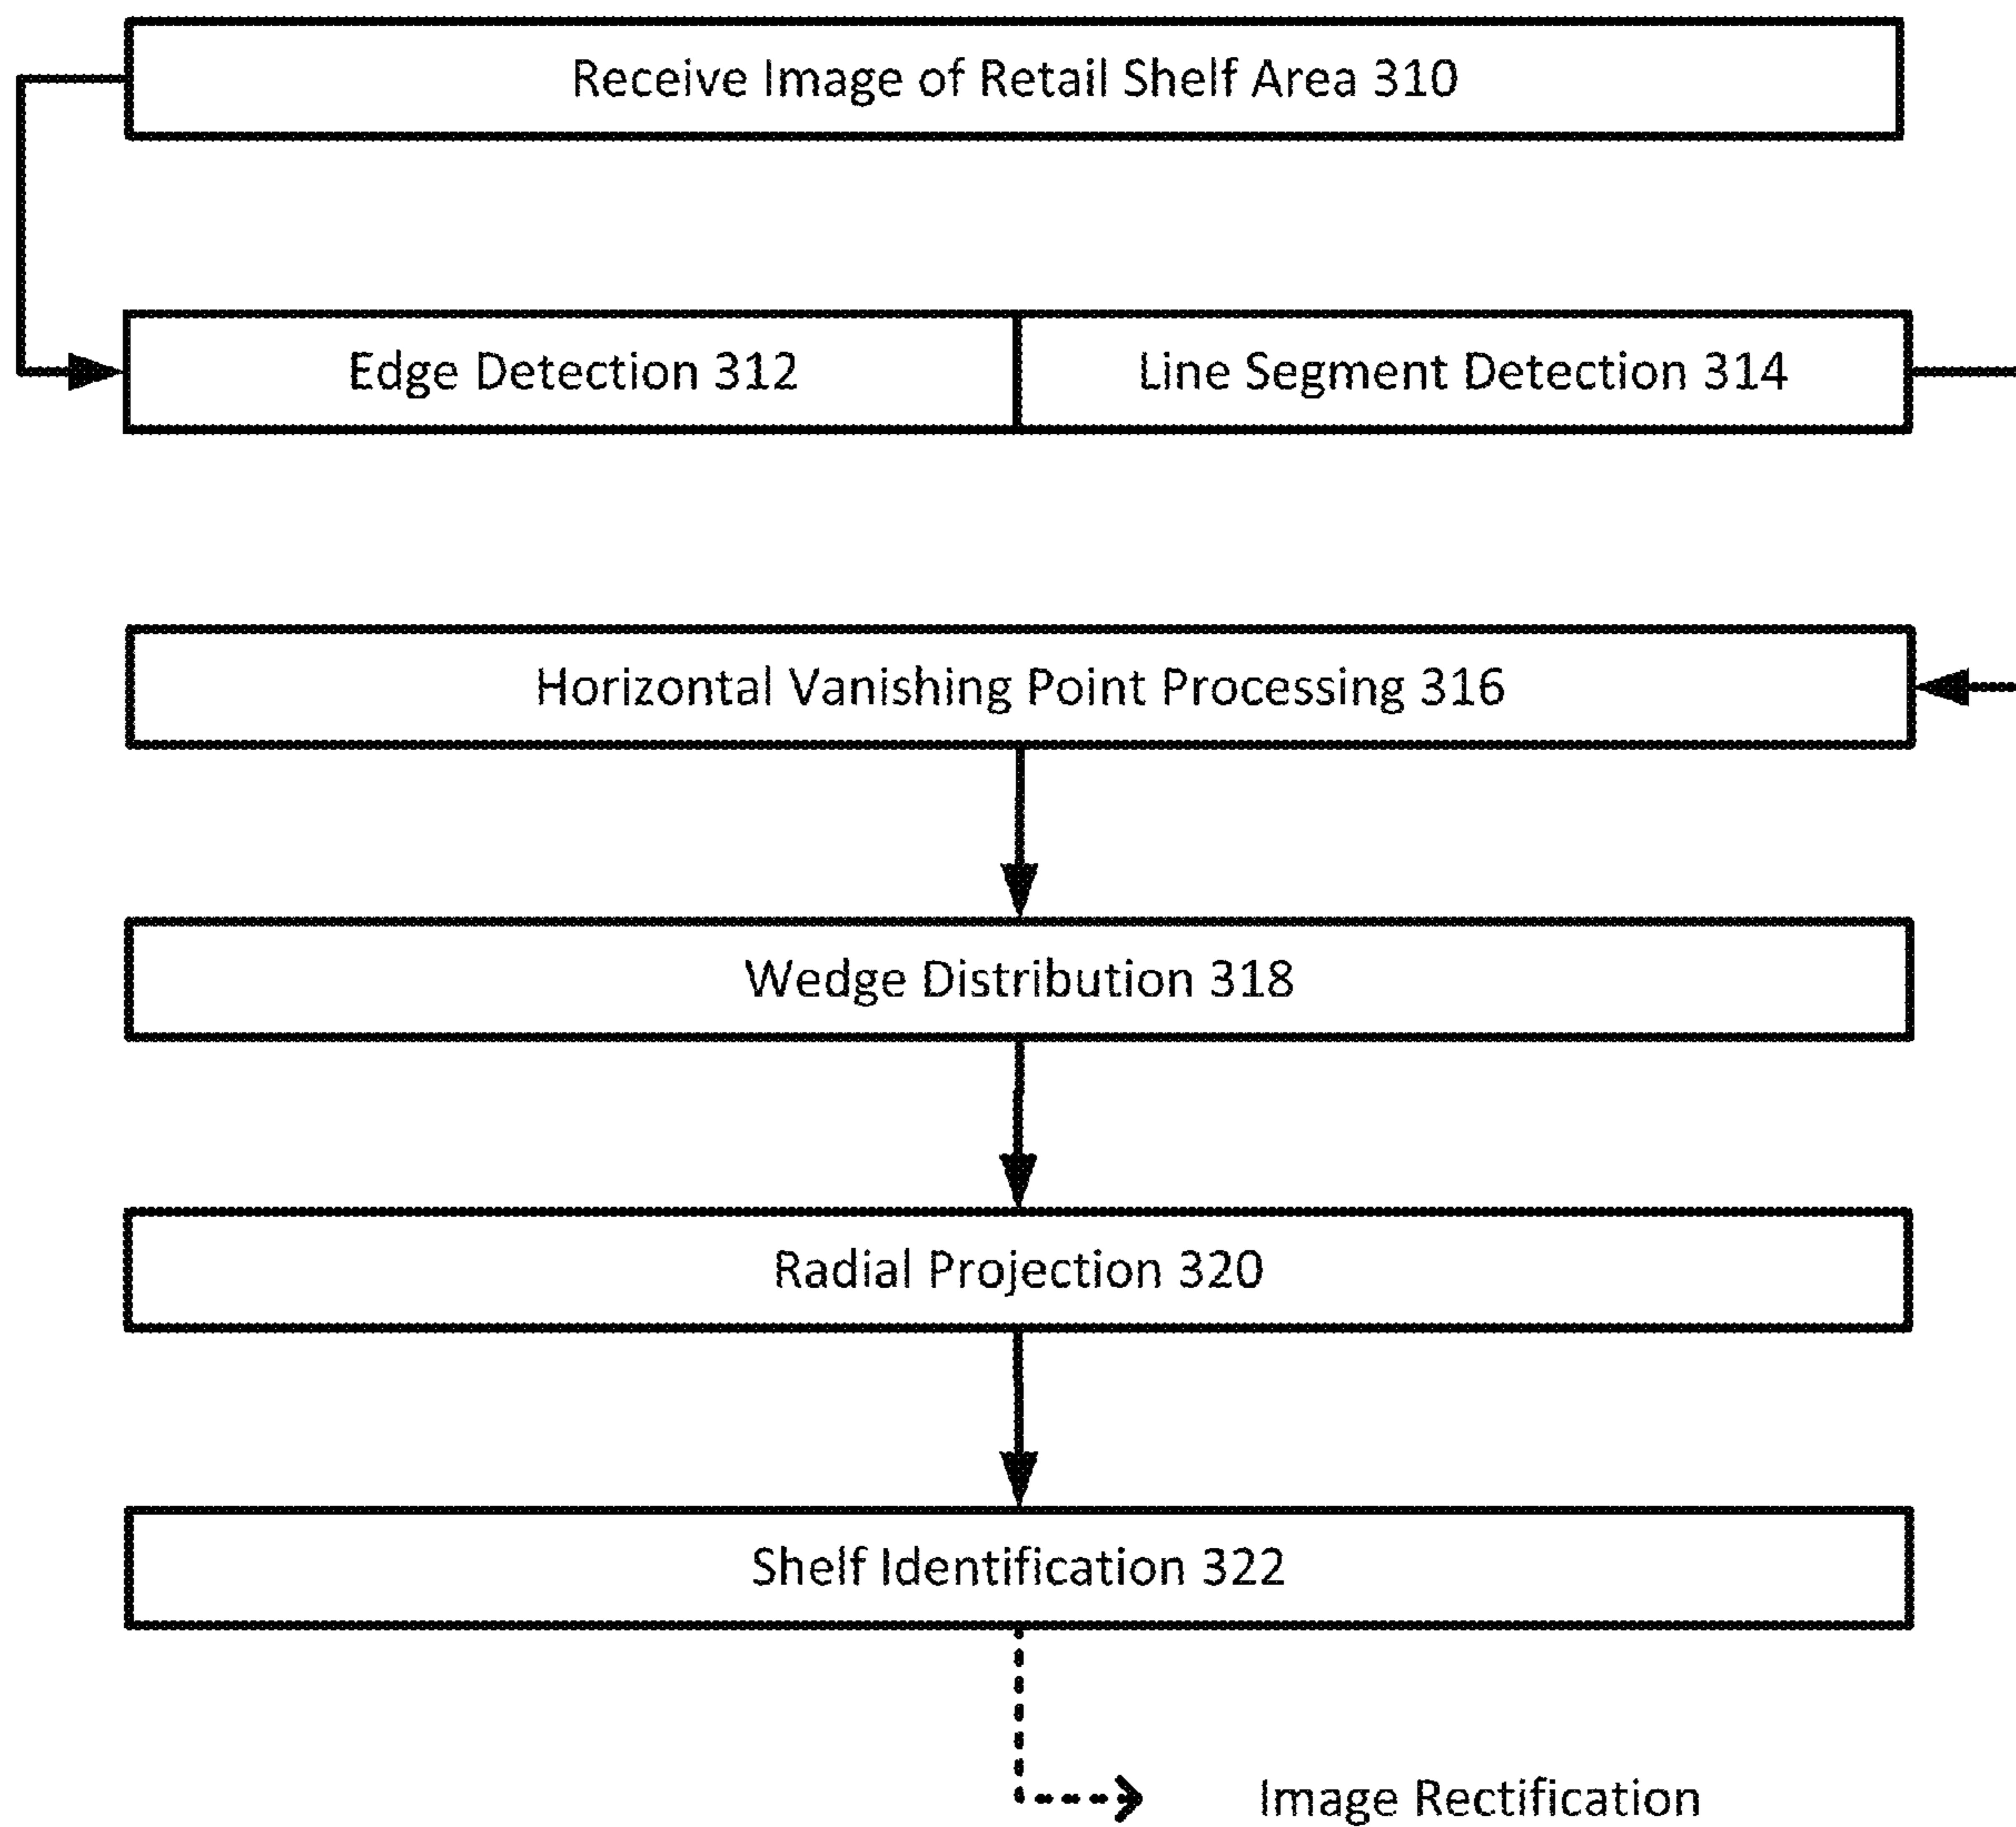 Receive Image of Retail Shelf Area 310
Edge Detection 312
Line Segment Detection 314
Horizontal Vanishing Point Processing 316
Wedge Distribution 318
Radial Projection 320
Shelf Identification 322
Image Rectification